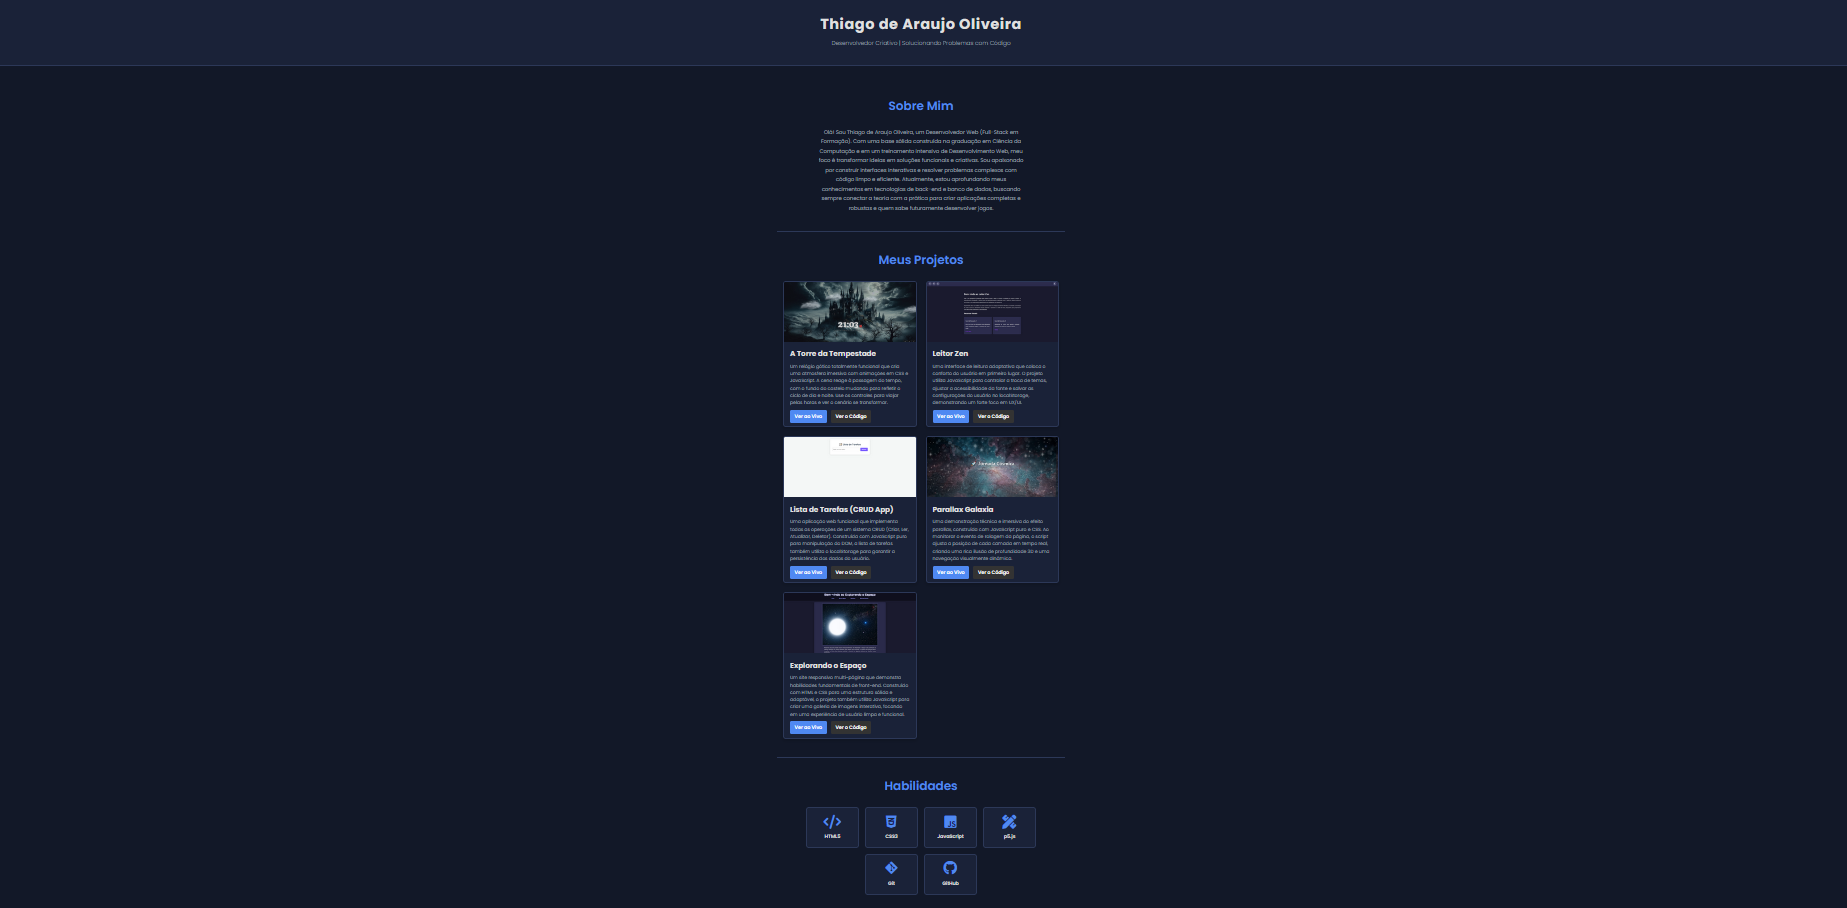 Thiago de Araujo Oliveira
Desenvolvedor Criativo | Solucionando Problemas com Código
Sobre Mim
Olá! Sou Thiago de Araujo Oliveira, um Desenvolvedor Web (Full-Stack em
Formação). Com uma base sólida construída na graduação em Ciência da
Computação e em um treinamento intensivo de Desenvolvimento Web, meu
foco é transformar ideias em soluções funcionais e criativas. Sou apaixonado
por construir interfaces interativas e resolver problemas complexos com
código limpo e eficiente. Atualmente, estou aprofundando meus
conhecimentos em tecnologias de back-end e banco de dados, buscando
sempre conectar a teoria com a prática para criar aplicações completas e
robustas e quem sabe futuramente desenvolver jogos.
Meus Projetos
21:03
A Torre da Tempestade
Um relógio gótico totalmente funcional que cria
uma atmosfera imersiva com animações em CSS e
JavaScript. A cena reage à passagem do tempo,
com o fundo do castelo mudando para refletir o
ciclo de dia e noite. Use os controles para viajar
pelas horas e ver o cenário se transformar.
Ver ao Vivo
Ver o Código
Leitor Zen
Uma interface de leitura adaptativa que coloca o
conforto do usuário em primeiro lugar. O projeto
utiliza JavaScript para controlar a troca de temas,
ajustar a acessibilidade da fonte e salvar as
configurações do usuário no localStorage,
demonstrando um forte foco em UX/UI.
Ver ao Vivo
Ver o Código
Lista de Tarefas (CRUD App)
Uma aplicação web funcional que implementa
todas as operações de um sistema CRUD (Criar, Ler,
Atualizar, Deletar). Construída com JavaScript puro
para manipulação do DOM, a lista de tarefas
também utiliza o localStorage para garantir a
persistência dos dados do usuário.
Ver ao Vivo
Ver o Código
Parallax Galaxia
Uma demonstração técnica e imersiva do efeito
parallax, construída com JavaScript puro e CSS. Ao
monitorar o evento de rolagem da página, o script
ajusta a posição de cada camada em tempo real,
criando uma rica ilusão de profundidade 3D e uma
navegação visualmente dinâmica.
Ver ao Vivo
Ver o Código
Explorando o Espaço
Um site responsivo multi-página que demonstra
habilidades fundamentais de front-end. Construído
com HTML5 e CSS para uma estrutura sólida e
adaptável, o projeto também utiliza JavaScript para
criar uma galeria de imagens interativa, focando
em uma experiência de usuário limpa e funcional.
Ver ao Vivo
Ver o Código
Habilidades
HTML5
CSS3
JavaScript
p5.js
Git
GitHub